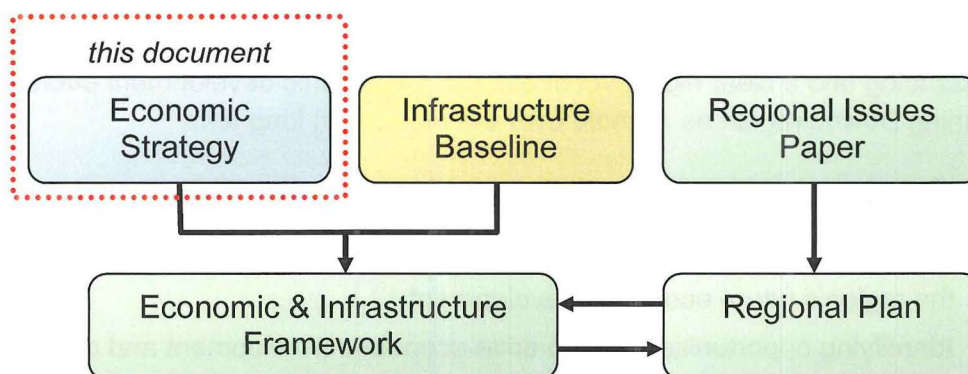 this document
Economic
Strategy
Infrastructure
Baseline
Regional Issues
Paper
Economic & Infrastructure
Framework
Regional Plan